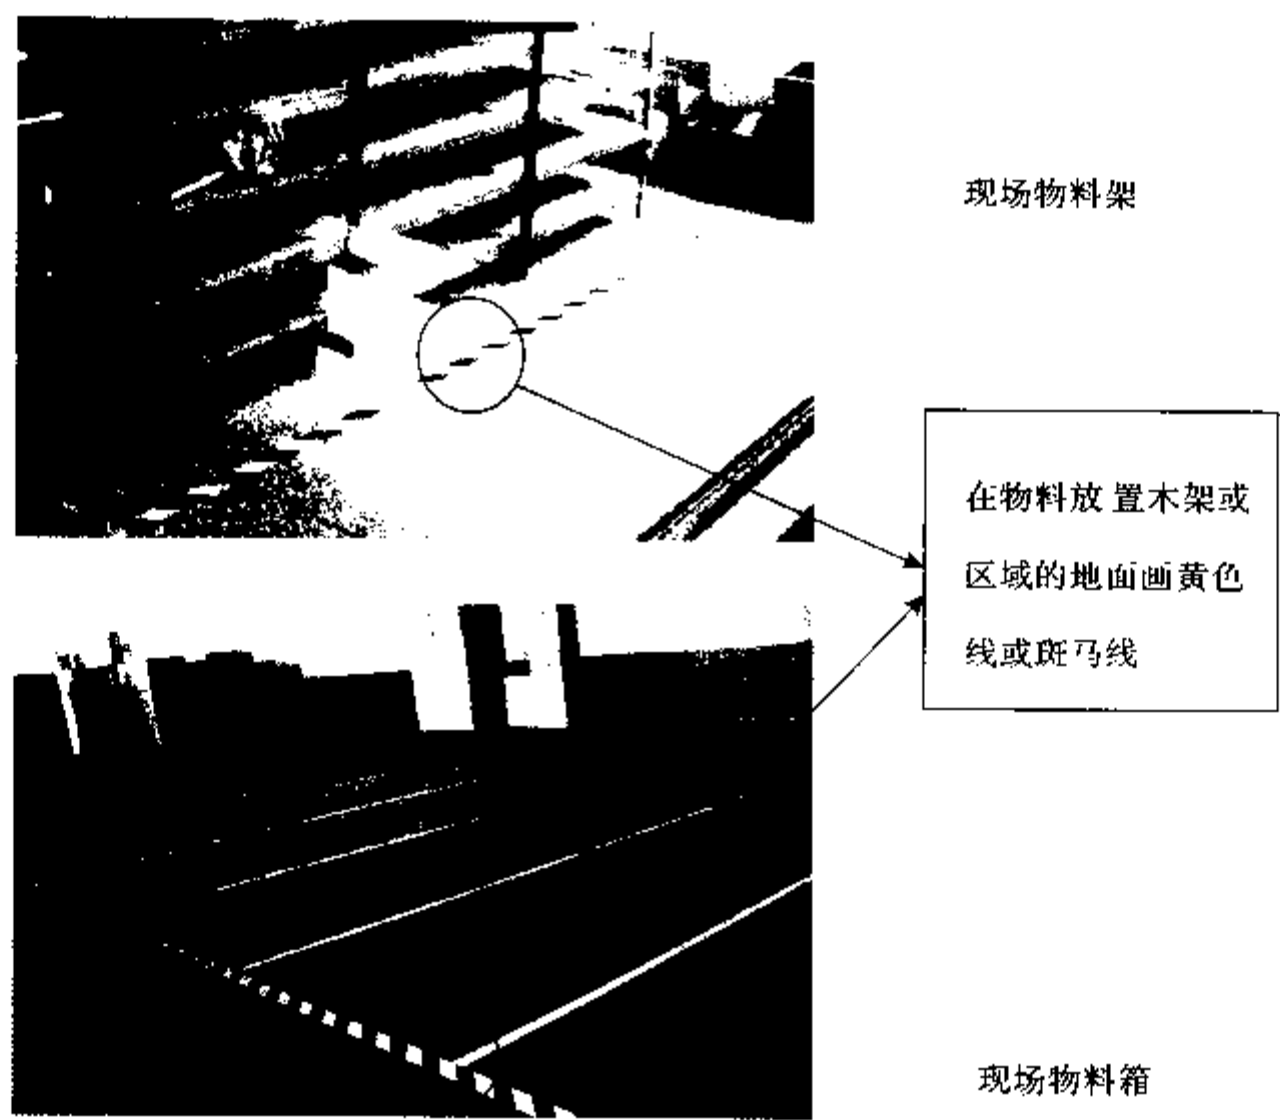 现场物料架
在物料放置木架或
区域的地面画黄色
线或斑马线
现场物料箱